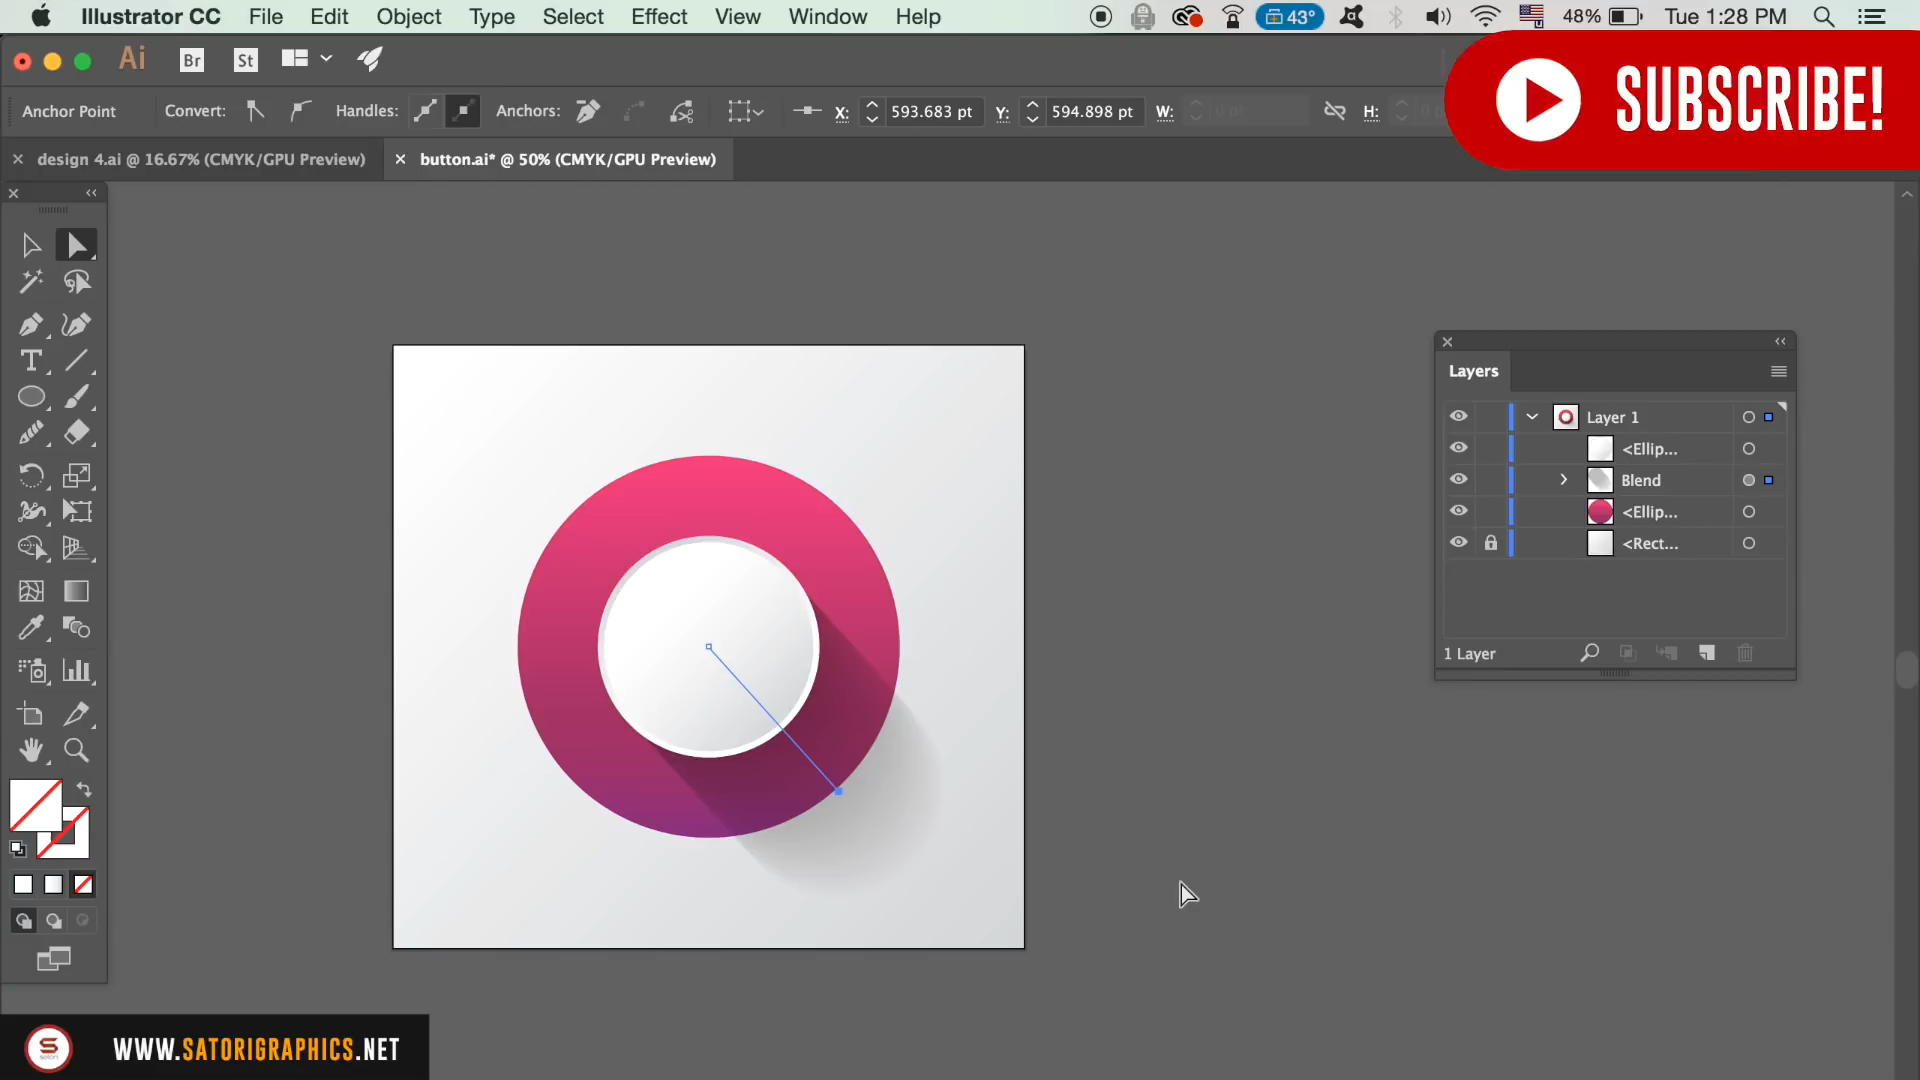 Illustrator CC File Edit Object Type Select Effect View Window Help 43° 48% Tue 1:28 PM
Ai Br St
SUBSCRIBE!
Anchor Point Convert: Handles: Anchors: X: 593.683 pt Y: 594.898 pt W: 0 pt H:
design 4.ai @ 16.67% (CMYK/GPU Preview) button.ai* @ 50% (CMYK/GPU Preview)
Layers
Layer 1
<Ellip...
Blend
<Ellip...
<Rect...
1 Layer
S
WWW.SATORIGRAPHICS.NET